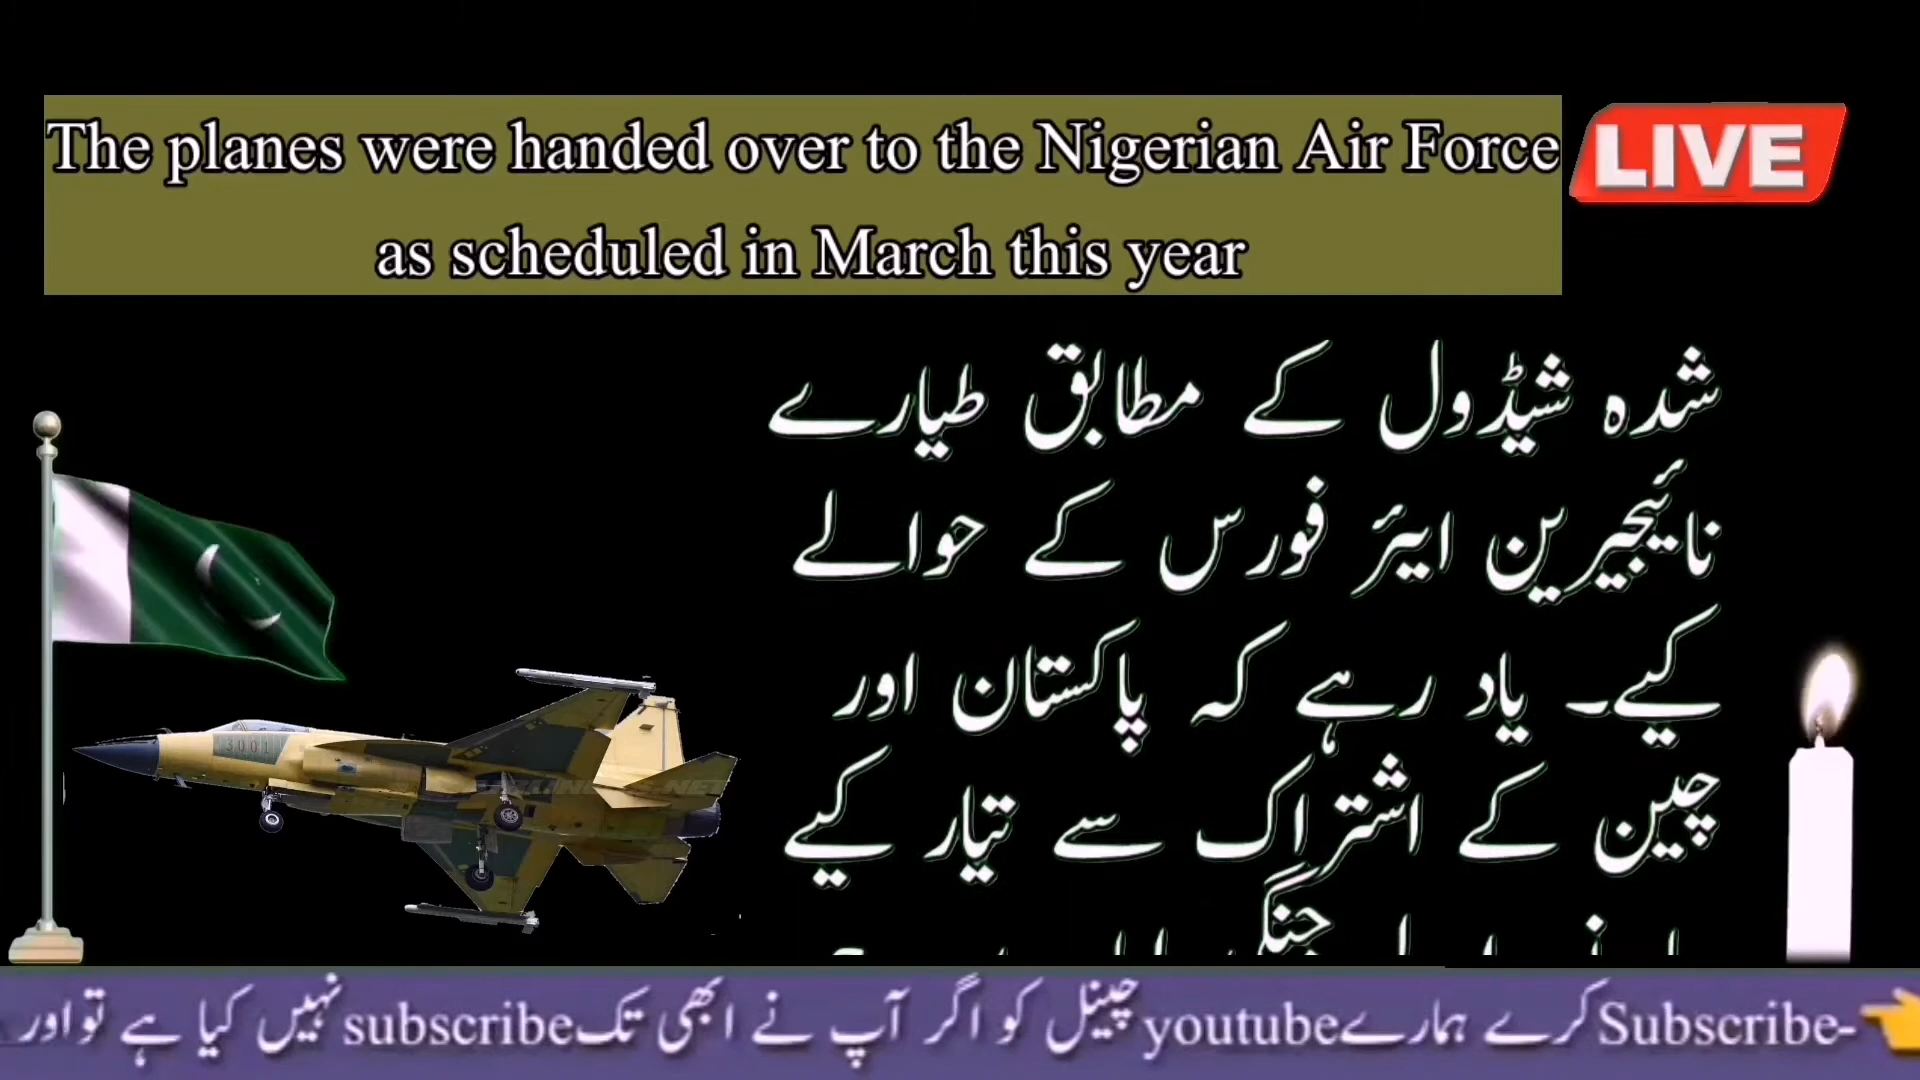 The planes were handed over to the Nigerian Air Force
as scheduled in March this year
LIVE
شدہ شیڈول کے مطابق طیارے
نائیجیرین ایئر فورس کے حوالے
کیے۔ یاد رہے کہ پاکستان اور
چین کے اشتراک سے تیار کیے
3001
نہیں کیا ہے تو اور subscribe چینل کو اگر آپ نے ابھی تک youtube کرے ہمارے Subscribe-